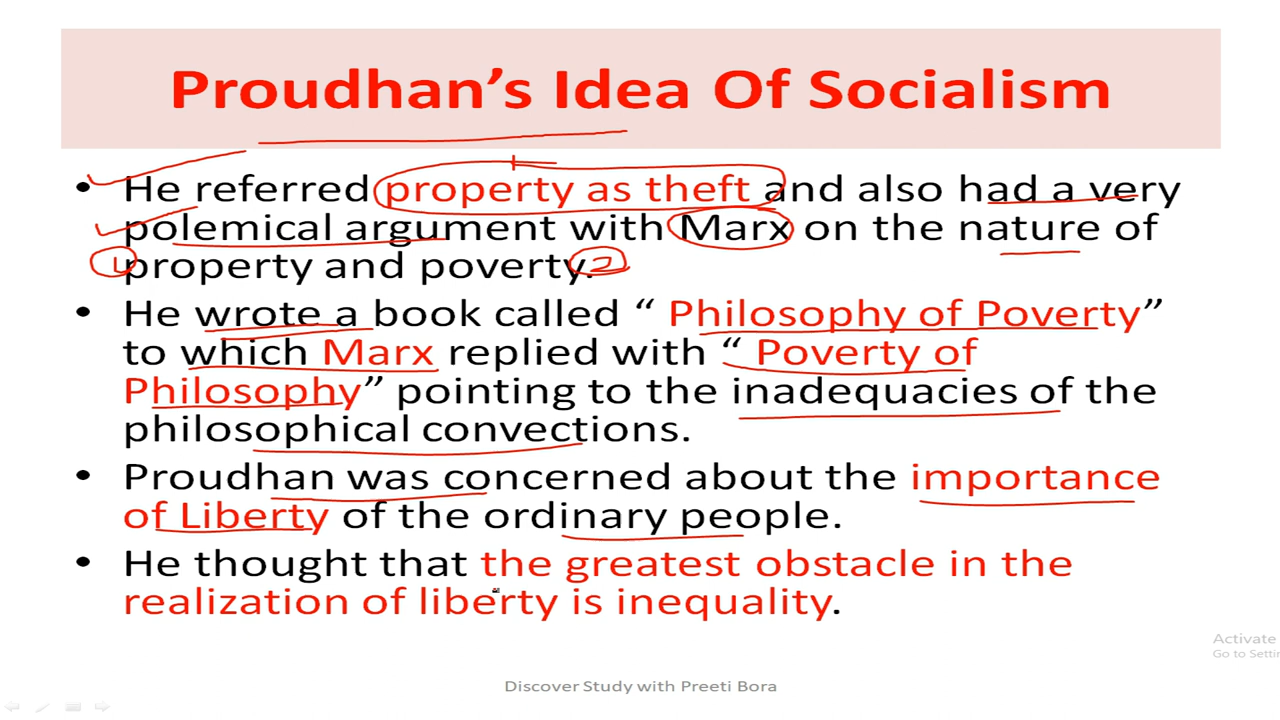 Proudhan's Idea Of Socialism
• He referred property as theft and also had a very
polemical argument with Marx on the nature of
property and poverty.
1 2
• He wrote a book called “ Philosophy of Poverty”
to which Marx replied with “ Poverty of
Philosophy” pointing to the inadequacies of the
philosophical convections.
• Proudhan was concerned about the importance
of Liberty of the ordinary people.
• He thought that the greatest obstacle in the
realization of liberty is inequality.
Activate
Go to Settin
Discover Study with Preeti Bora